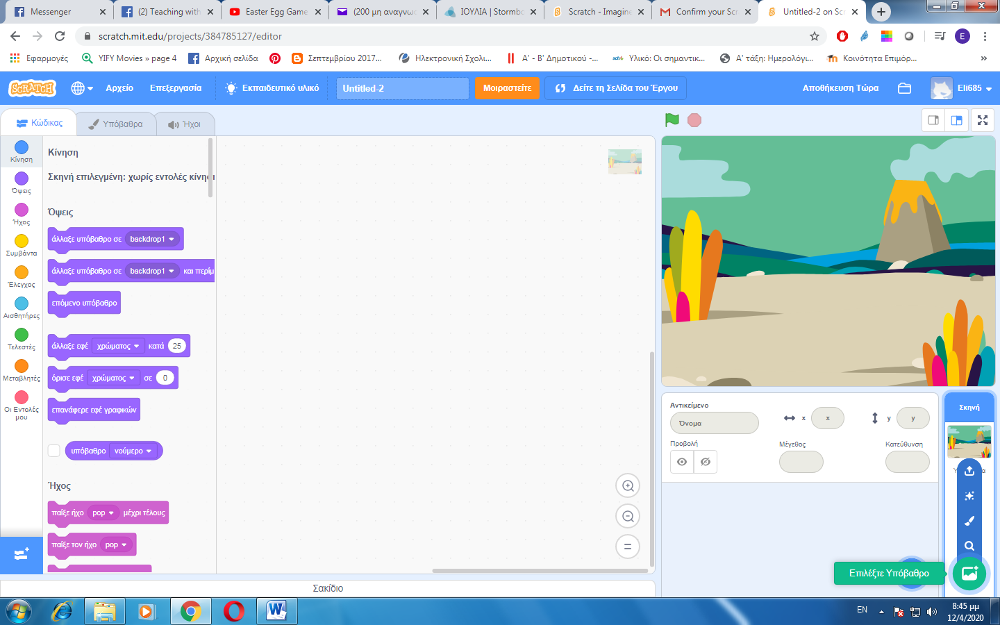 Messenger
(2) Teaching with
Easter Egg Game
(200 μη αναγνωσ
ΙΟΥΛΙΑ | Stormbo
Scratch - Imagine
Confirm your Scr
Untitled-2 on Scr
scratch.mit.edu/projects/384785127/editor
E
Εφαρμογές
YIFY Movies » page 4
Αρχική σελίδα
Σεπτεμβρίου 2017...
Ηλεκτρονική Σχολι...
Α' - Β' Δημοτικού -...
Υλικό: Οι σημαντικ...
Α' τάξη: Ημερολόγι...
Κοινότητα Επιμόρ...
»
SCRATCH
Αρχείο
Επεξεργασία
Εκπαιδευτικό υλικό
Untitled-2
Μοιραστείτε
Δείτε τη Σελίδα του Έργου
Αποθήκευση Τώρα
Eli685
Κώδικας
Υπόβαθρα
Ήχοι
Κίνηση
Όψεις
Ήχος
Συμβάντα
Έλεγχος
Αισθητήρες
Τελεστές
Μεταβλητές
Οι Εντολές
μου
Κίνηση
Σκηνή επιλεγμένη: χωρίς εντολές κίνησ
Όψεις
άλλαξε υπόβαθρο σε backdrop1
άλλαξε υπόβαθρο σε backdrop1 και περίμ
επόμενο υπόβαθρο
άλλαξε εφέ χρώματος κατά 25
όρισε εφέ χρώματος σε 0
επανάφερε εφέ γραφικών
υπόβαθρο νούμερο
Ήχος
παίξε ήχο pop μέχρι τέλους
παίξε τον ήχο pop
Σακίδιο
Αντικείμενο
Όνομα
x x
y y
Προβολή
Μέγεθος
Κατεύθυνση
Σκηνή
Επιλέξτε Υπόβαθρο
EN
8:45 μμ
12/4/2020